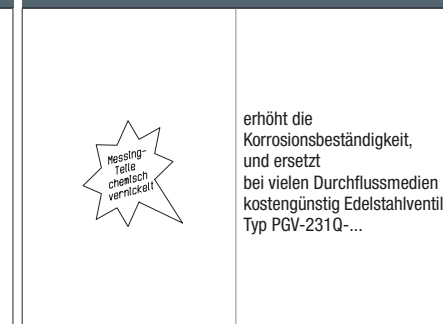 Messing-
Teile
chemisch
vernickelt
erhöht die
Korrosionsbeständigkeit,
und ersetzt
bei vielen Durchflussmedien
kostengünstig Edelstahlventil
Typ PGV-231Q-...